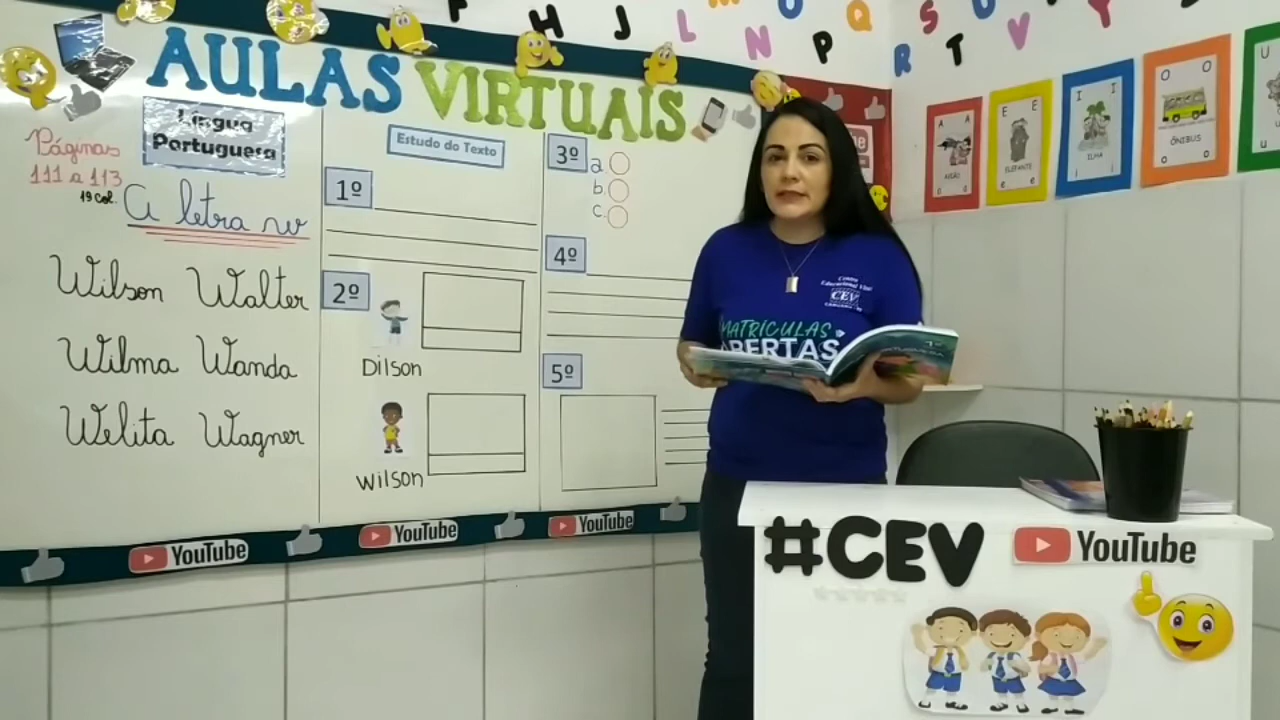 H J L N P Q R S T U V Y
AULAS VIRTUAIS
Língua
Portuguesa
Páginas
111 a 113
1º col.
A letra w
Wilson Walter
Wilma Wanda
Welita Wagner
Estudo do Texto
1º
2º
Dilson
Wilson
3º
a
b
c
4º
5º
YouTube
YouTube
YouTube
Centro
Educacional
CEV
MATRÍCULAS
ABERTAS
A A
AVIÃO
E E
ELEFANTE
I I
ILHA
O O
ÔNIBUS
U
#CEV YouTube